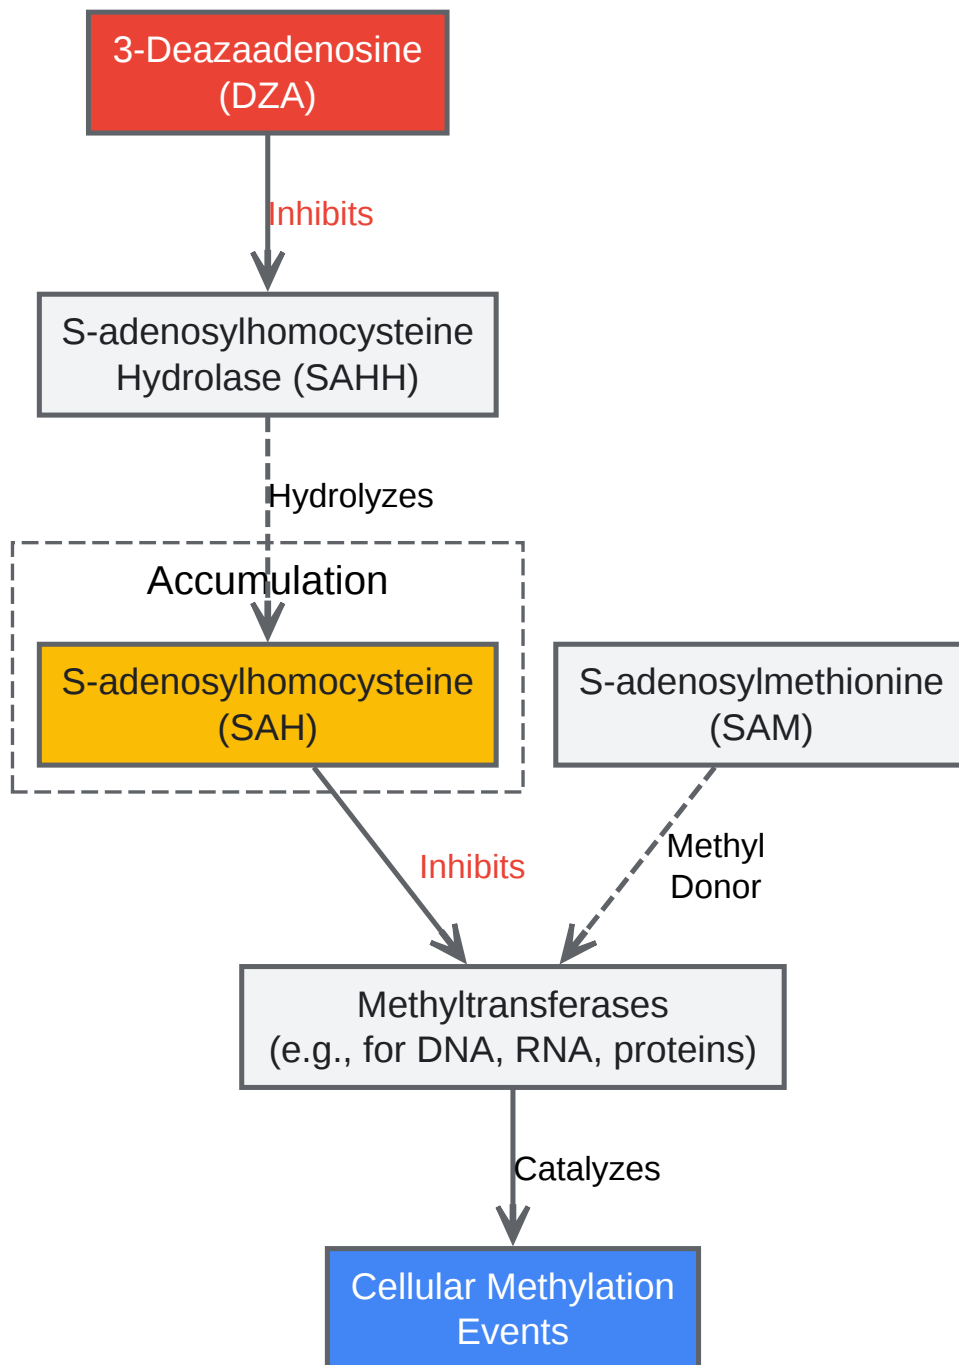 3-Deazaadenosine
(DZA)
Inhibits
S-adenosylhomocysteine
Hydrolase (SAHH)
Hydrolyzes
Accumulation
S-adenosylhomocysteine
(SAH)
S-adenosylmethionine
(SAM)
Inhibits
Methyl
Donor
Methyltransferases
(e.g., for DNA, RNA, proteins)
Catalyzes
Cellular Methylation
Events